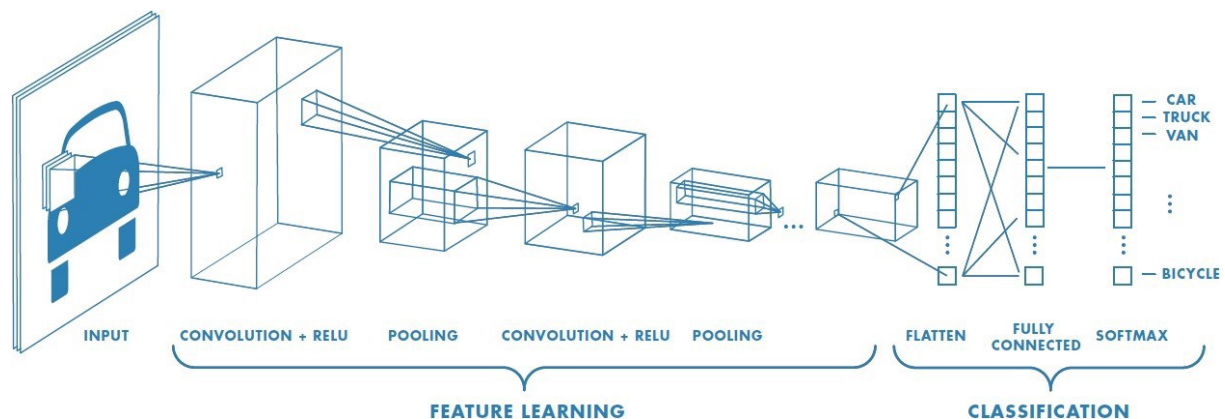 CAR
TRUCK
VAN
BICYCLE
INPUT
CONVOLUTION + RELU
POOLING
CONVOLUTION + RELU
POOLING
FLATTEN
FULLY
CONNECTED
SOFTMAX
FEATURE LEARNING
CLASSIFICATION